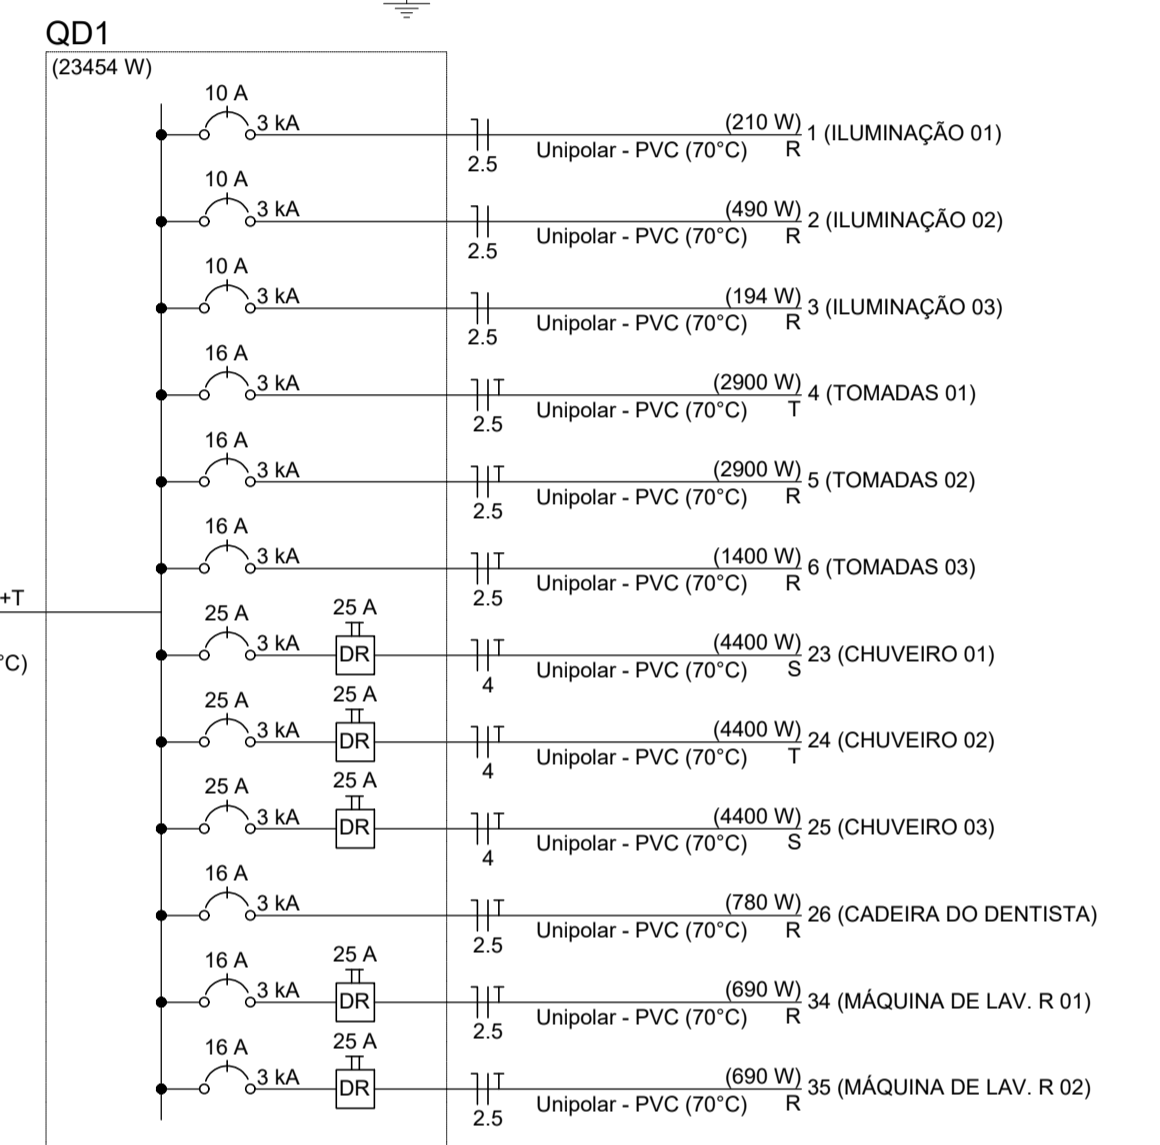 QD1
(23454 W)
10 A
3 kA
2.5
(210 W)
Unipolar - PVC (70°C) R
1 (ILUMINAÇÃO 01)
10 A
3 kA
2.5
(490 W)
Unipolar - PVC (70°C) R
2 (ILUMINAÇÃO 02)
10 A
3 kA
2.5
(194 W)
Unipolar - PVC (70°C) R
3 (ILUMINAÇÃO 03)
16 A
3 kA
2.5
(2900 W)
Unipolar - PVC (70°C) T
4 (TOMADAS 01)
16 A
3 kA
2.5
(2900 W)
Unipolar - PVC (70°C) R
5 (TOMADAS 02)
16 A
3 kA
2.5
(1400 W)
Unipolar - PVC (70°C) R
6 (TOMADAS 03)
+T
°C)
25 A
3 kA
25 A
DR
4
(4400 W)
Unipolar - PVC (70°C) S
23 (CHUVEIRO 01)
25 A
3 kA
25 A
DR
4
(4400 W)
Unipolar - PVC (70°C) T
24 (CHUVEIRO 02)
25 A
3 kA
25 A
DR
4
(4400 W)
Unipolar - PVC (70°C) S
25 (CHUVEIRO 03)
16 A
3 kA
2.5
(780 W)
Unipolar - PVC (70°C) R
26 (CADEIRA DO DENTISTA)
16 A
3 kA
25 A
DR
2.5
(690 W)
Unipolar - PVC (70°C) R
34 (MÁQUINA DE LAV. R 01)
16 A
3 kA
25 A
DR
2.5
(690 W)
Unipolar - PVC (70°C) R
35 (MÁQUINA DE LAV. R 02)